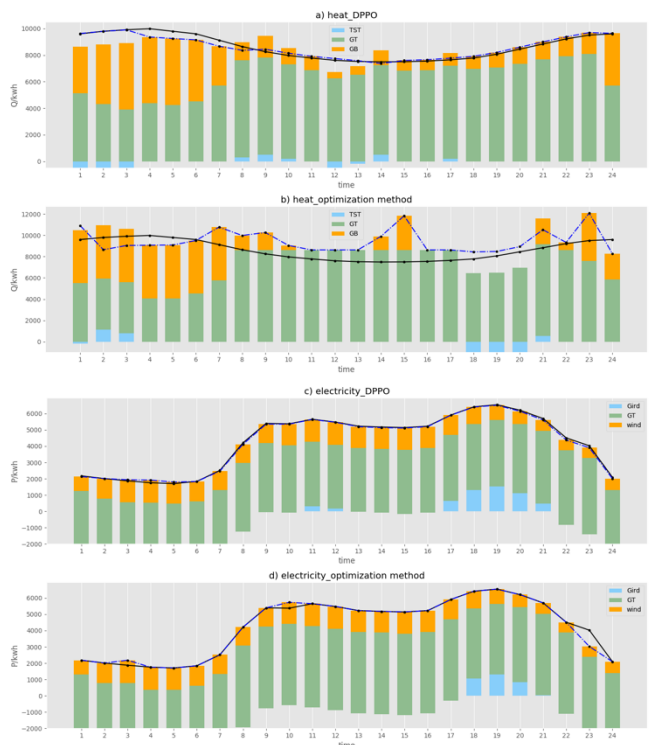 a) heat_DPPO
TST
GT
GB
Q/kwh
10000
8000
6000
4000
2000
0
1 2 3 4 5 6 7 8 9 10 11 12 13 14 15 16 17 18 19 20 21 22 23 24
time
b) heat_optimization method
TST
GT
GB
Q/kwh
12000
10000
8000
6000
4000
2000
0
1 2 3 4 5 6 7 8 9 10 11 12 13 14 15 16 17 18 19 20 21 22 23 24
time
c) electricity_DPPO
Gird
GT
wind
P/kwh
6000
5000
4000
3000
2000
1000
0
−1000
−2000
1 2 3 4 5 6 7 8 9 10 11 12 13 14 15 16 17 18 19 20 21 22 23 24
time
d) electricity_optimization method
Gird
GT
wind
P/kwh
6000
5000
4000
3000
2000
1000
0
−1000
−2000
1 2 3 4 5 6 7 8 9 10 11 12 13 14 15 16 17 18 19 20 21 22 23 24
time